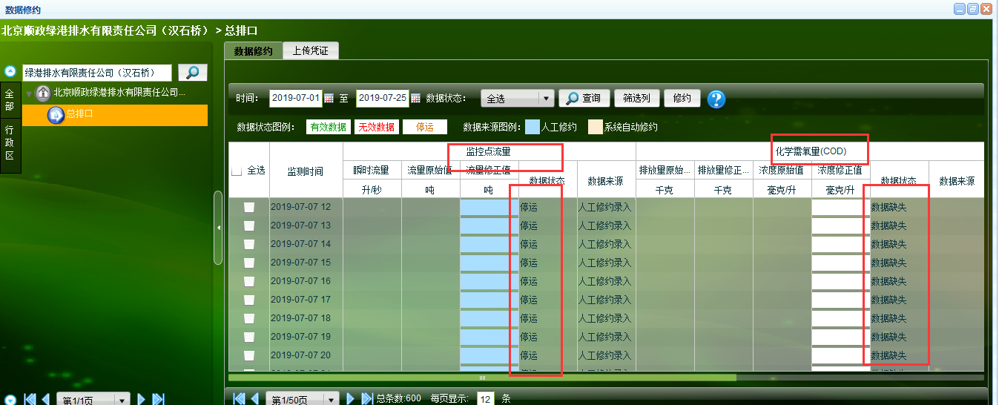 数据修约
北京顺政绿港排水有限责任公司（汉石桥） > 总排口
绿港排水有限责任公司（汉石桥）
全部
行政区
北京顺政绿港排水有限责任公司...
总排口
第1/1页
数据修约 上传凭证
时间： 2019-07-01 至 2019-07-25 数据状态： 全选 查询 筛选列 修约 ?
数据状态图例： 有效数据 无效数据 停运 数据来源图例： 人工修约 系统自动修约
监控点流量 化学需氧量(COD)
全选 监测时间 瞬时流量 流量原始值 流量修正值 数据状态 数据来源 排放量原始... 排放量修正... 浓度原始值 浓度修正值 数据状态 数据来源
升/秒 吨 吨 千克 千克 毫克/升 毫克/升
2019-07-07 12 停运 人工修约录入 数据缺失
2019-07-07 13 停运 人工修约录入 数据缺失
2019-07-07 14 停运 人工修约录入 数据缺失
2019-07-07 15 停运 人工修约录入 数据缺失
2019-07-07 16 停运 人工修约录入 数据缺失
2019-07-07 17 停运 人工修约录入 数据缺失
2019-07-07 18 停运 人工修约录入 数据缺失
2019-07-07 19 停运 人工修约录入 数据缺失
2019-07-07 20 停运 人工修约录入 数据缺失
第1/50页 总条数:600 每页显示: 12 条